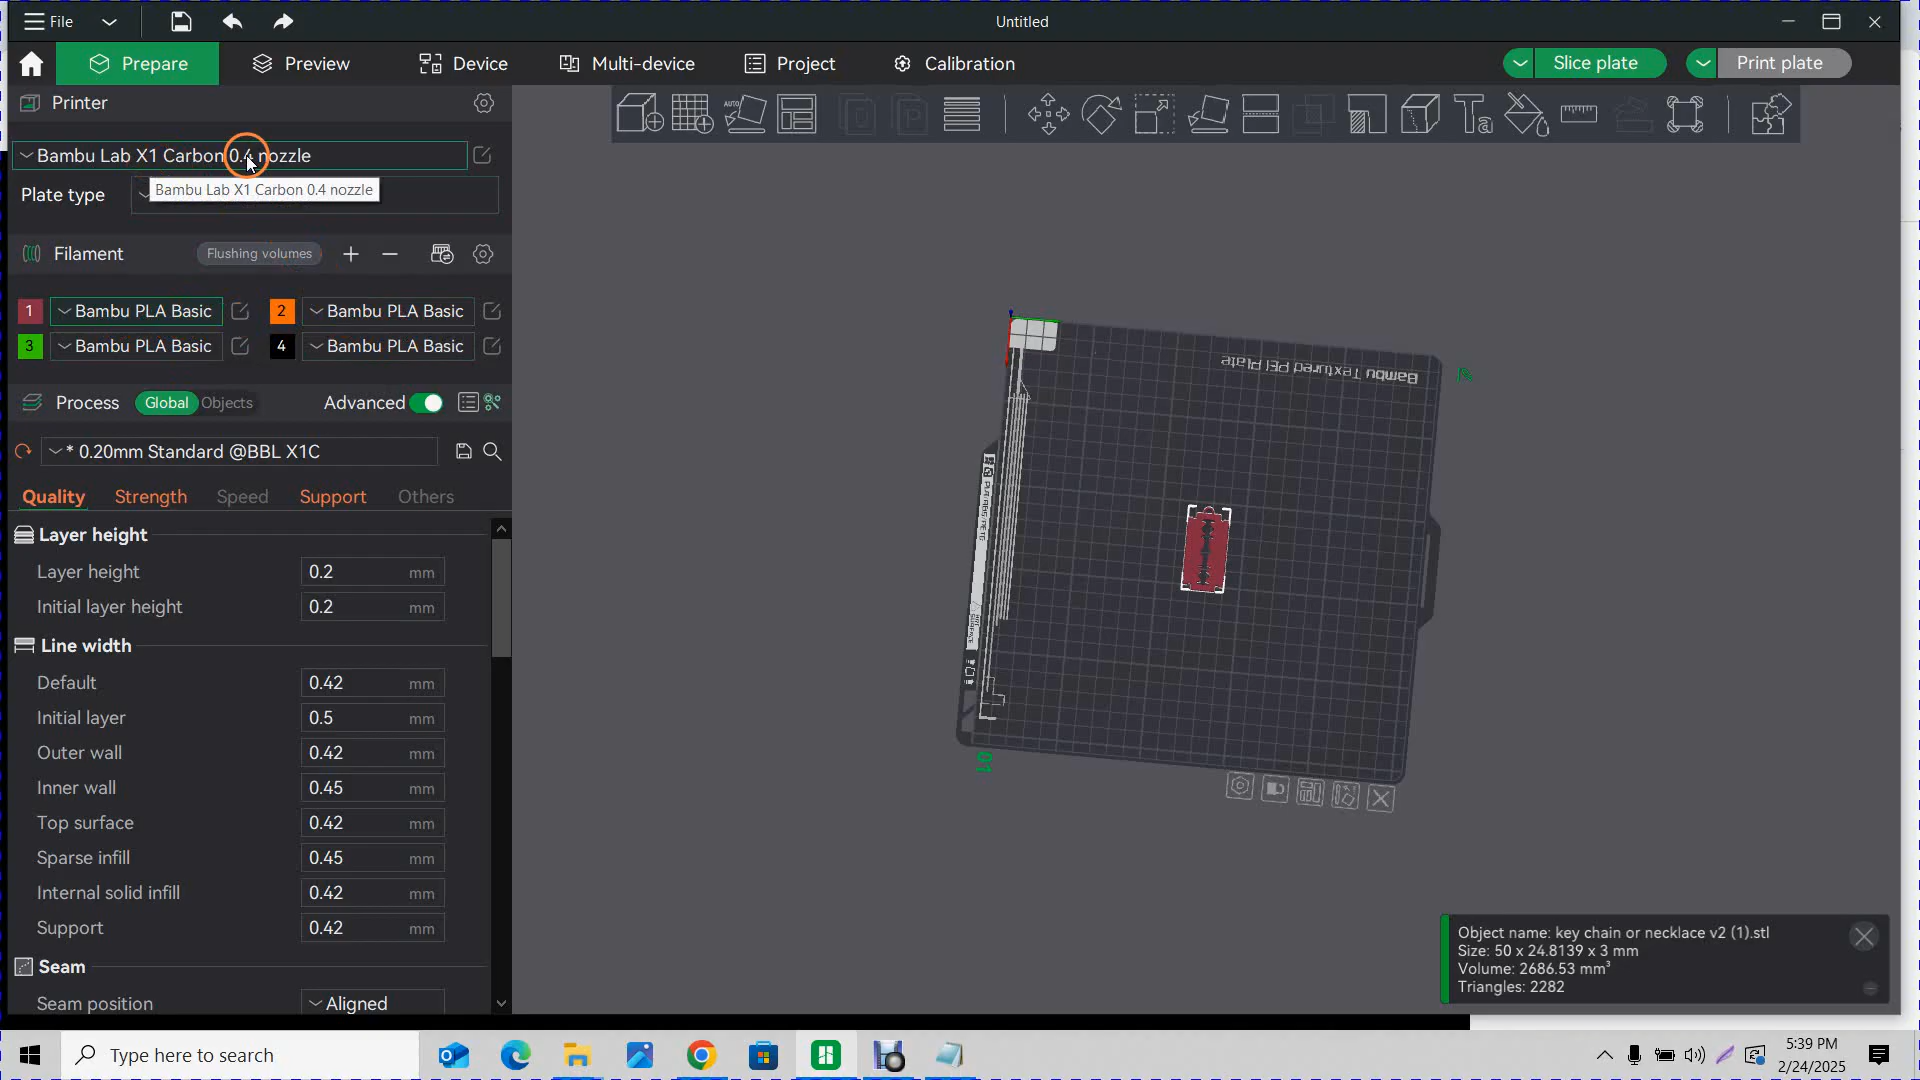 File
Untitled
Prepare
Preview
Device
Multi-device
Project
Calibration
Slice plate
Print plate
Printer
Bambu Lab X1 Carbon 0.4 nozzle
Plate type
Bambu Lab X1 Carbon 0.4 nozzle
Filament
Flushing volumes
1 Bambu PLA Basic
2 Bambu PLA Basic
3 Bambu PLA Basic
4 Bambu PLA Basic
Process
Global
Objects
Advanced
* 0.20mm Standard @BBL X1C
Quality
Strength
Speed
Support
Others
Layer height
Layer height 0.2 mm
Initial layer height 0.2 mm
Line width
Default 0.42 mm
Initial layer 0.5 mm
Outer wall 0.42 mm
Inner wall 0.45 mm
Top surface 0.42 mm
Sparse infill 0.45 mm
Internal solid infill 0.42 mm
Support 0.42 mm
Seam
Seam position Aligned
AUTO
Bambu Textured PEI Plate
01
Object name: key chain or necklace v2 (1).stl
Size: 50 x 24.8139 x 3 mm
Volume: 2686.53 mm³
Triangles: 2282
Type here to search
5:39 PM
2/24/2025